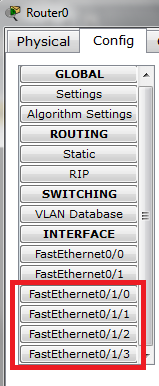 Router0
Physical Config
GLOBAL
Settings
Algorithm Settings
ROUTING
Static
RIP
SWITCHING
VLAN Database
INTERFACE
FastEthernet0/0
FastEthernet0/1
FastEthernet0/1/0
FastEthernet0/1/1
FastEthernet0/1/2
FastEthernet0/1/3